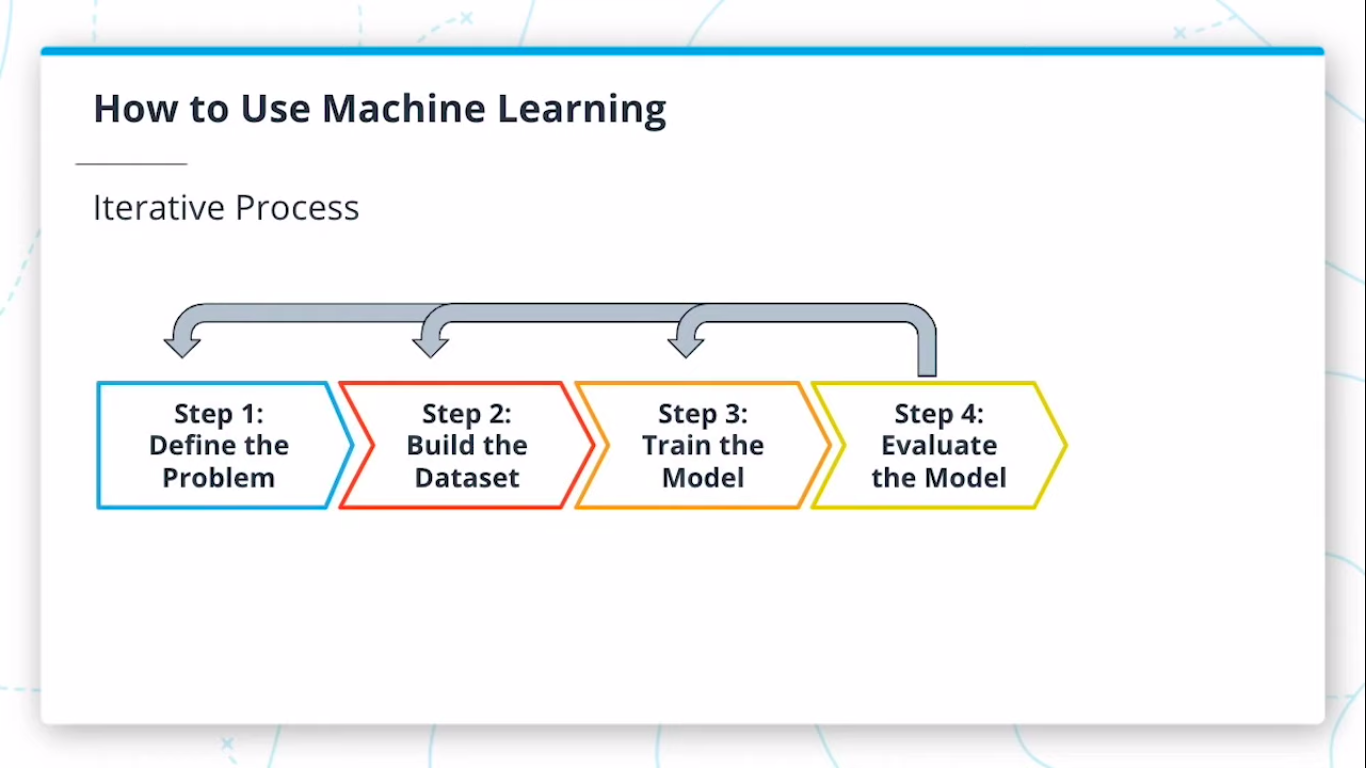 How to Use Machine Learning
Iterative Process
Step 1:
Define the
Problem
Step 2:
Build the
Dataset
Step 3:
Train the
Model
Step 4:
Evaluate
the Model